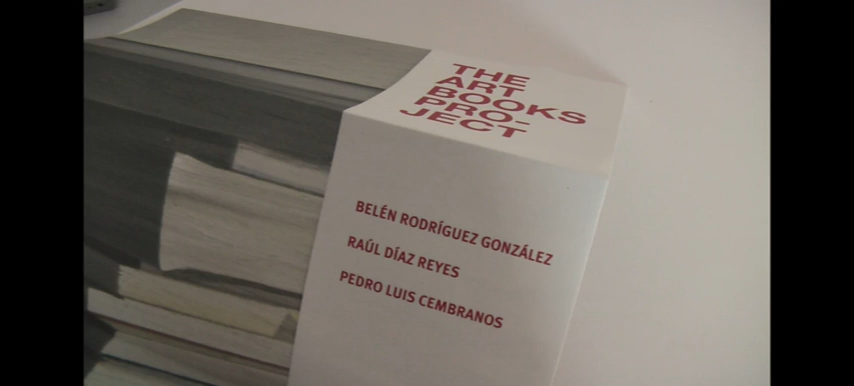 THE
ART
BOOKS
PRO-
JECT
BELÉN RODRÍGUEZ GONZÁLEZ
RAÚL DÍAZ REYES
PEDRO LUIS CEMBRANOS